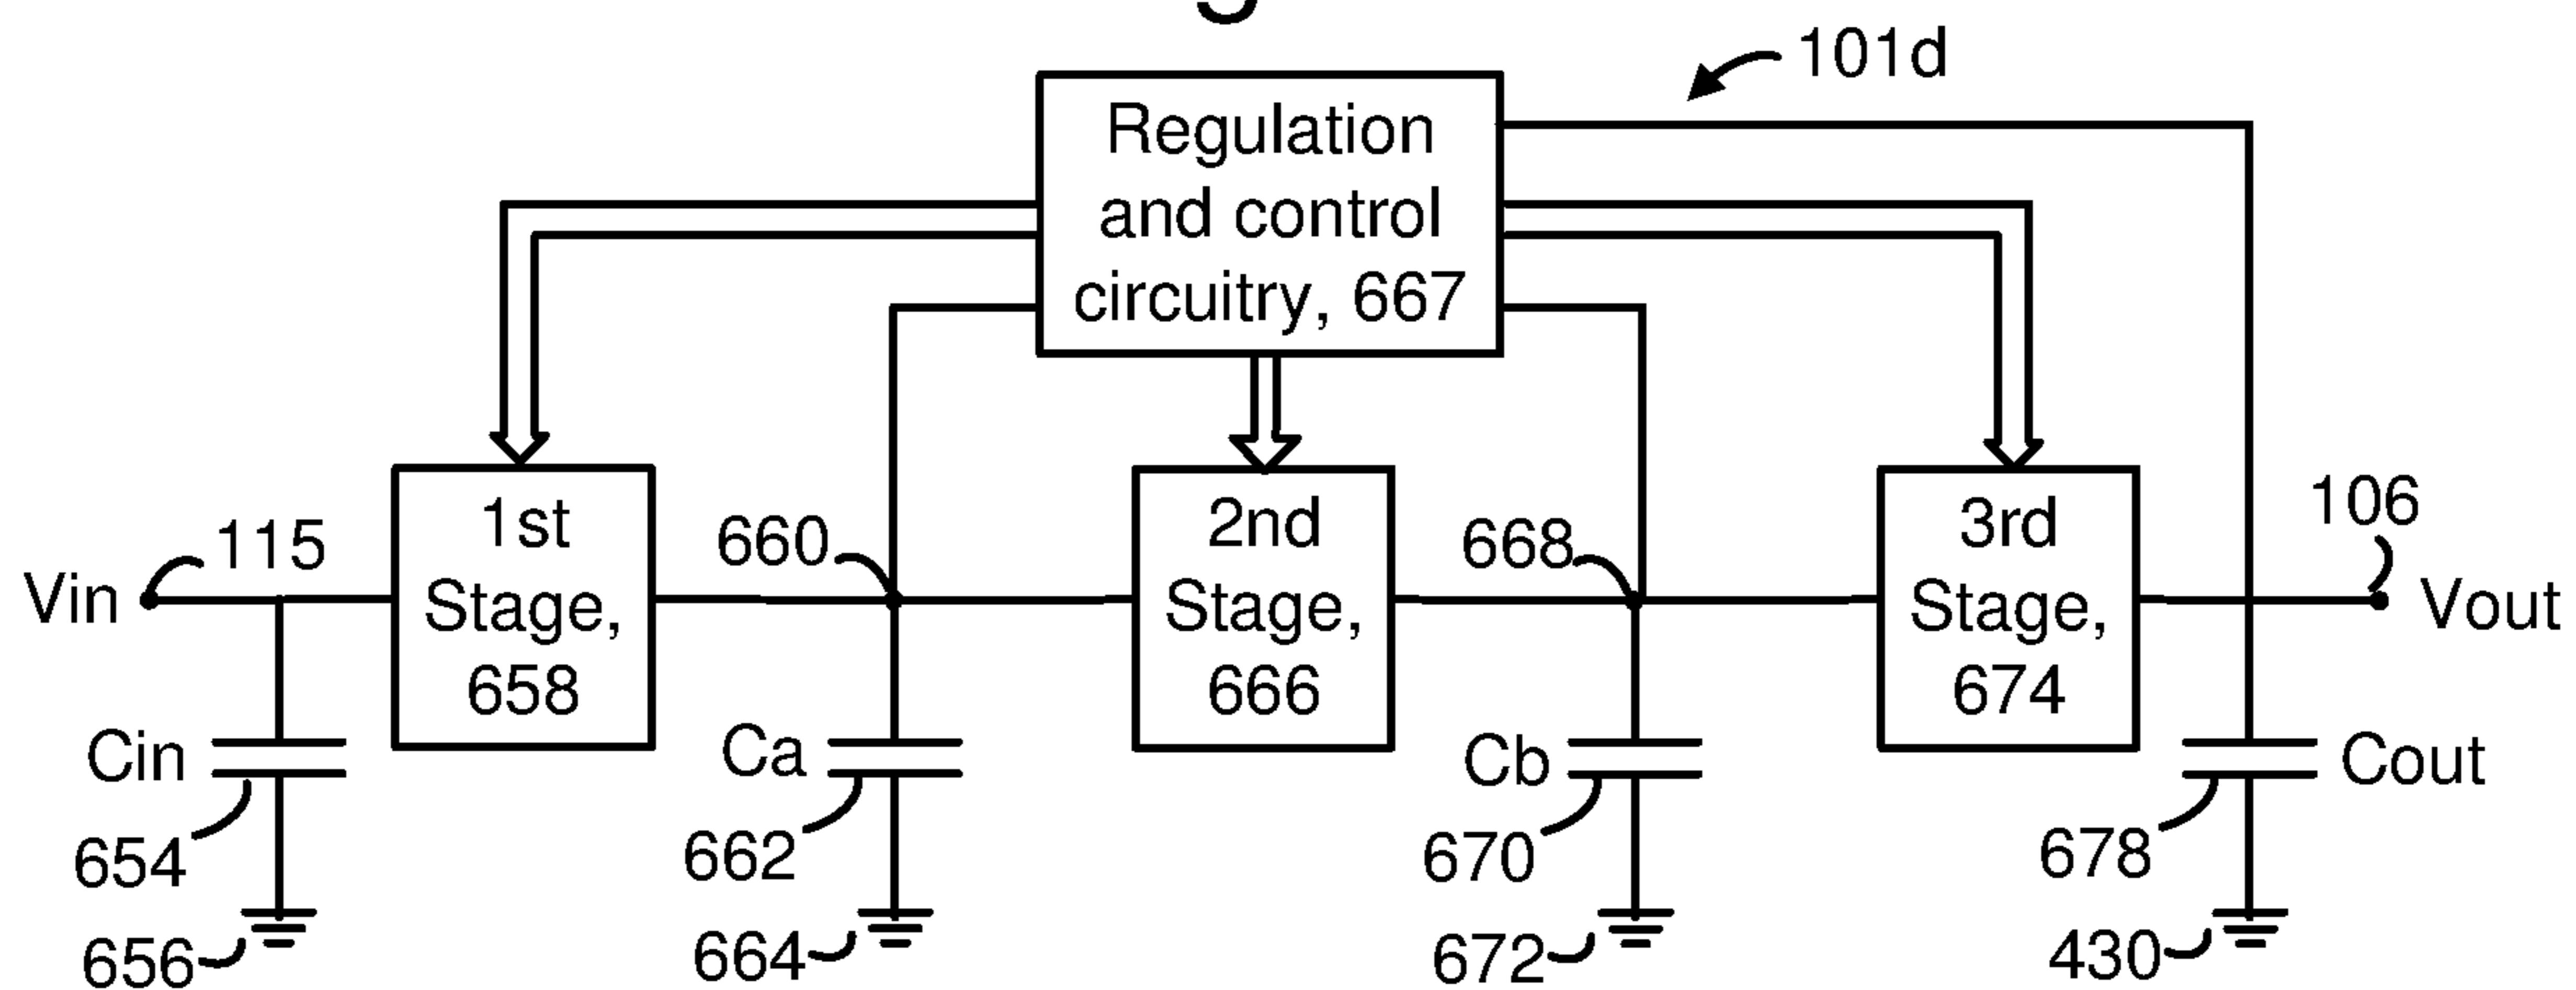 101d
Regulation
and control
circuitry, 667
115
Vin
1st
Stage,
658
660
2nd
Stage,
666
668
3rd
Stage,
674
106
Vout
Cin
654
656
Ca
662
664
Cb
670
672
Cout
678
430